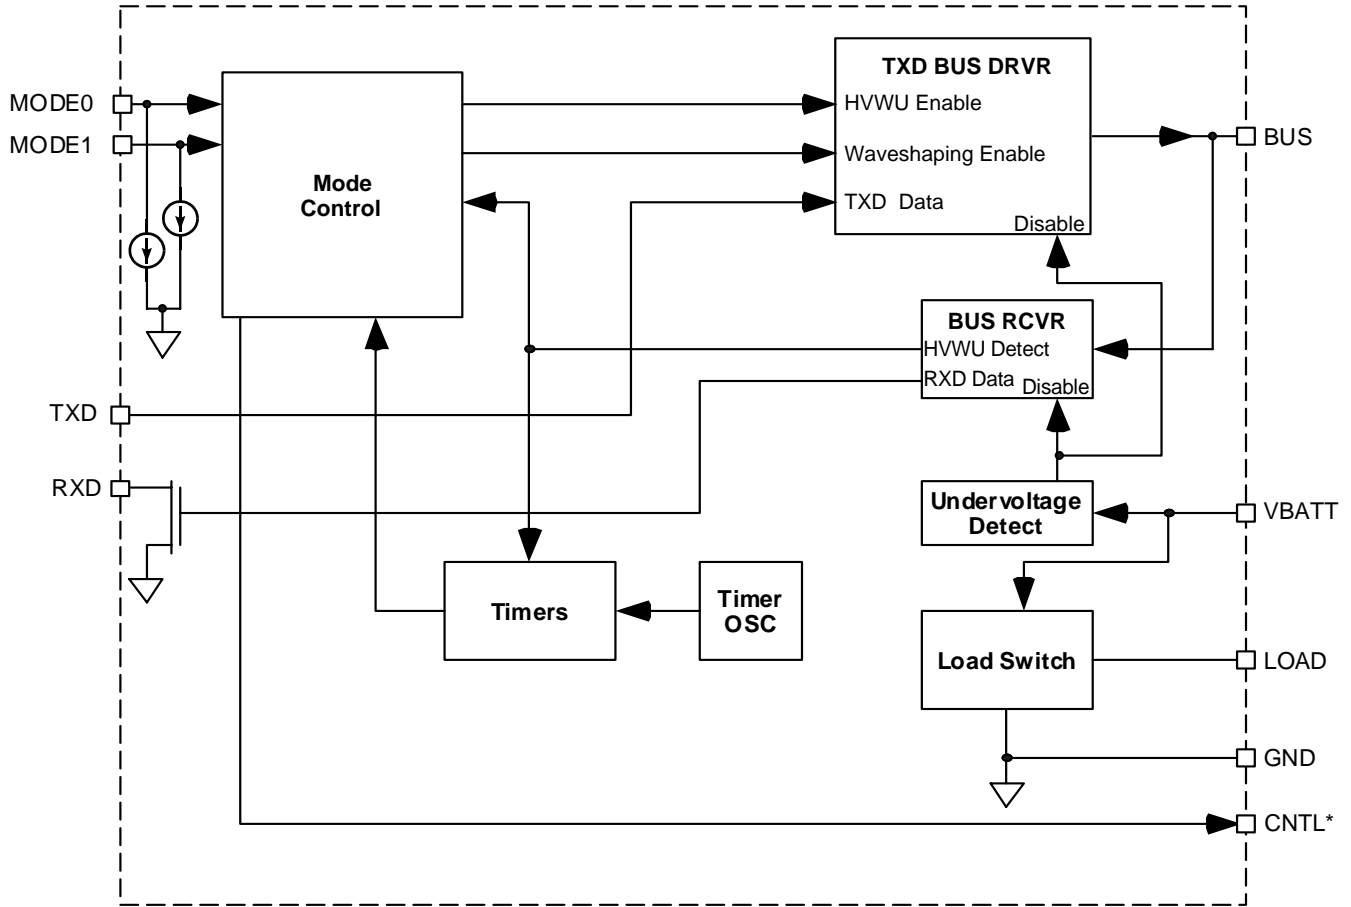 TXD BUS DRVR
MODE0
HVWU Enable
MODE1
BUS
Waveshaping Enable
Mode
Control
TXD Data
Disable
BUS RCVR
HVWU Detect
RXD Data
Disable
TXD
RXD
Undervoltage
Detect
VBATT
Timers
Timer
OSC
Load Switch
LOAD
GND
CNTL*